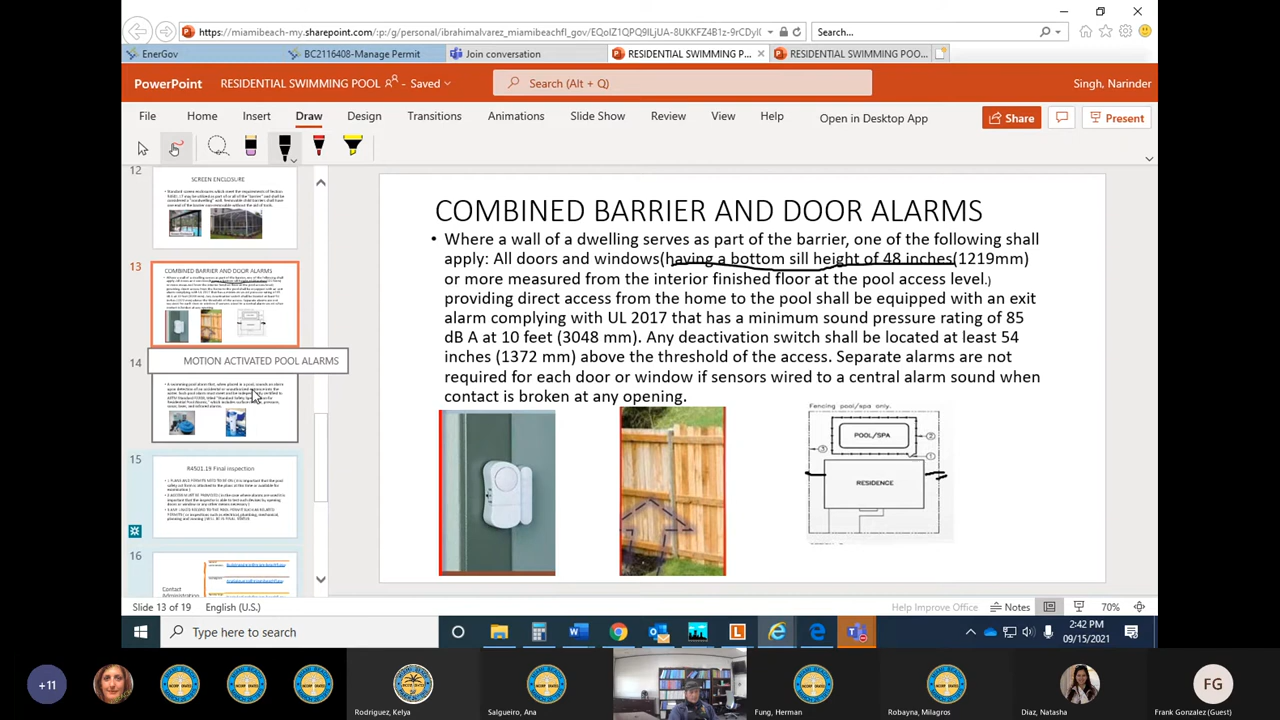 https://miamibeach-my.sharepoint.com/:p:/g/personal/ibrahimalvarez_miamibeachfl_gov/
Search...
EnerGov
BC2116408-Manage Permit
Join conversation
RESIDENTIAL SWIMMING P...
RESIDENTIAL SWIMMING POO...
PowerPoint
RESIDENTIAL SWIMMING POOL - Saved
Search (Alt + Q)
Singh, Narinder
File Home Insert Draw Design Transitions Animations Slide Show Review View Help Open in Desktop App
Share
Present
12
SCREEN ENCLOSURE
13
COMBINED BARRIER AND DOOR ALARMS
14
MOTION ACTIVATED POOL ALARMS
15
R4501.19 Final inspection
16
Contact
Administration
COMBINED BARRIER AND DOOR ALARMS
• Where a wall of a dwelling serves as part of the barrier, one of the following shall
apply: All doors and windows(having a bottom sill height of 48 inches(1219mm)
or more measured from the interior finished floor at the pool access level.)
providing direct access from the home to the pool shall be equipped with an exit
alarm complying with UL 2017 that has a minimum sound pressure rating of 85
dB A at 10 feet (3048 mm). Any deactivation switch shall be located at least 54
inches (1372 mm) above the threshold of the access. Separate alarms are not
required for each door or window if sensors wired to a central alarm sound when
contact is broken at any opening.
Fencing pool/spa only.
POOL/SPA
2
3
1
RESIDENCE
Slide 13 of 19
English (U.S.)
Help Improve Office
Notes
70%
Type here to search
2:42 PM
09/15/2021
+11
Rodriguez, Kelya
Salgueiro, Ana
Fung, Herman
Robayna, Milagros
Diaz, Natasha
FG
Frank Gonzalez (Guest)